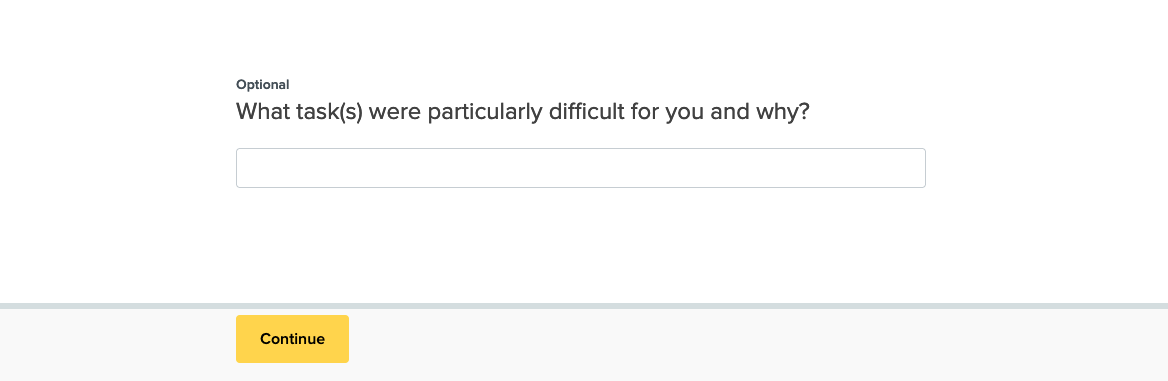 Optional
What task(s) were particularly difficult for you and why?
Continue